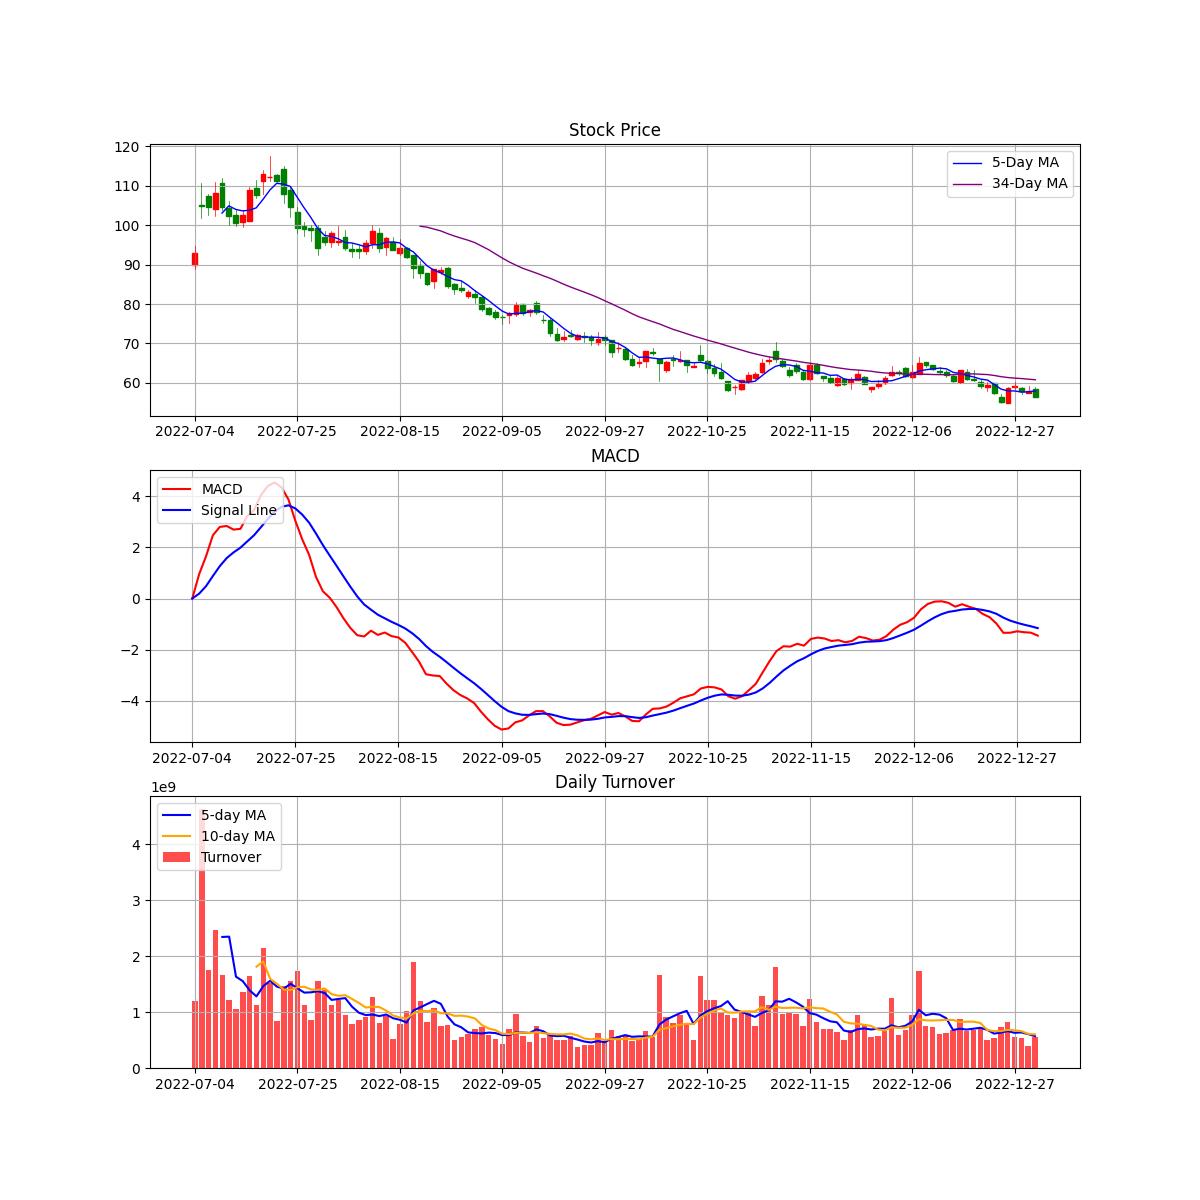 Stock Price
120
110
100
90
80
70
60
5-Day MA
34-Day MA
2022-07-04 2022-07-25 2022-08-15 2022-09-05 2022-09-27 2022-10-25 2022-11-15 2022-12-06 2022-12-27
MACD
4
2
0
−2
−4
MACD
Signal Line
2022-07-04 2022-07-25 2022-08-15 2022-09-05 2022-09-27 2022-10-25 2022-11-15 2022-12-06 2022-12-27
Daily Turnover
1e9
4
3
2
1
0
5-day MA
10-day MA
Turnover
2022-07-04 2022-07-25 2022-08-15 2022-09-05 2022-09-27 2022-10-25 2022-11-15 2022-12-06 2022-12-27